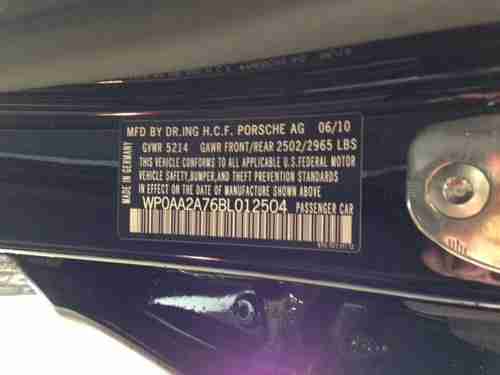 MFD BY DR.ING H.C.F. PORSCHE AG 06/10
GVWR 5214 GAWR FRONT/REAR 2502/2965 LBS
THIS VEHICLE CONFORMS TO ALL APPLICABLE U.S.FEDERAL MOTOR
VEHICLE SAFETY,BUMPER,AND THEFT PREVENTION STANDARDS
IN EFFECT ON THE DATE OF MANUFACTURE SHOWN ABOVE
WP0AA2A76BL012504 PASSENGER CAR
MADE IN GERMANY